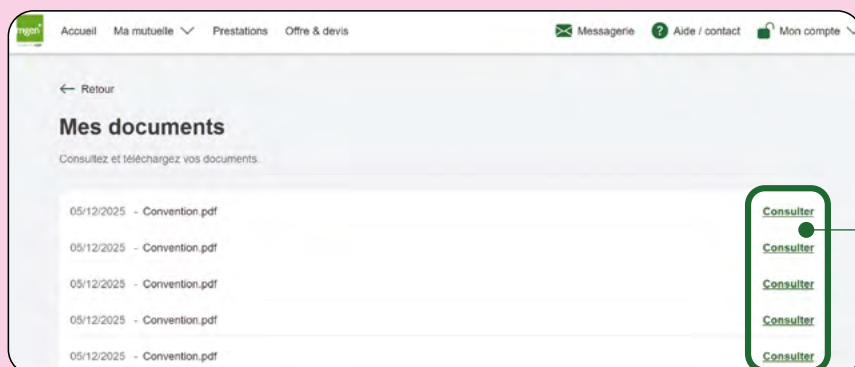 mgen
Accueil Ma mutuelle Prestations Offre & devis Messagerie ? Aide / contact Mon compte
← Retour
Mes documents
Consultez et téléchargez vos documents.
05/12/2025 - Convention.pdf Consulter
05/12/2025 - Convention.pdf Consulter
05/12/2025 - Convention.pdf Consulter
05/12/2025 - Convention.pdf Consulter
05/12/2025 - Convention.pdf Consulter